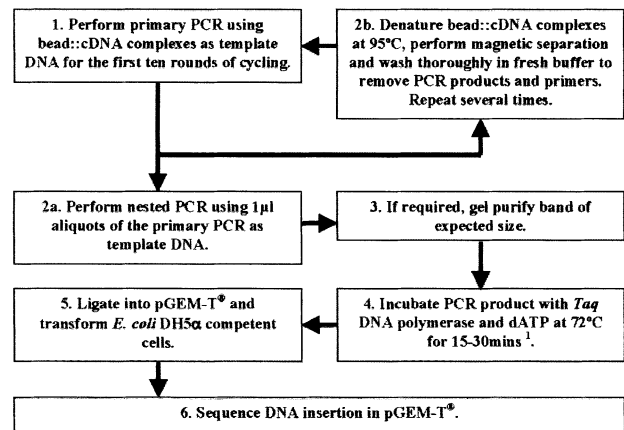 1. Perform primary PCR using
bead::cDNA complexes as template
DNA for the first ten rounds of cycling.
2b. Denature bead::cDNA complexes
at 95°C, perform magnetic separation
and wash thoroughly in fresh buffer to
remove PCR products and primers.
Repeat several times.
2a. Perform nested PCR using 1µl
aliquots of the primary PCR as
template DNA.
3. If required, gel purify band of
expected size.
5. Ligate into pGEM-T® and
transform E. coli DH5α competent
cells.
4. Incubate PCR product with Taq
DNA polymerase and dATP at 72°C
for 15-30mins ¹.
6. Sequence DNA insertion in pGEM-T®.